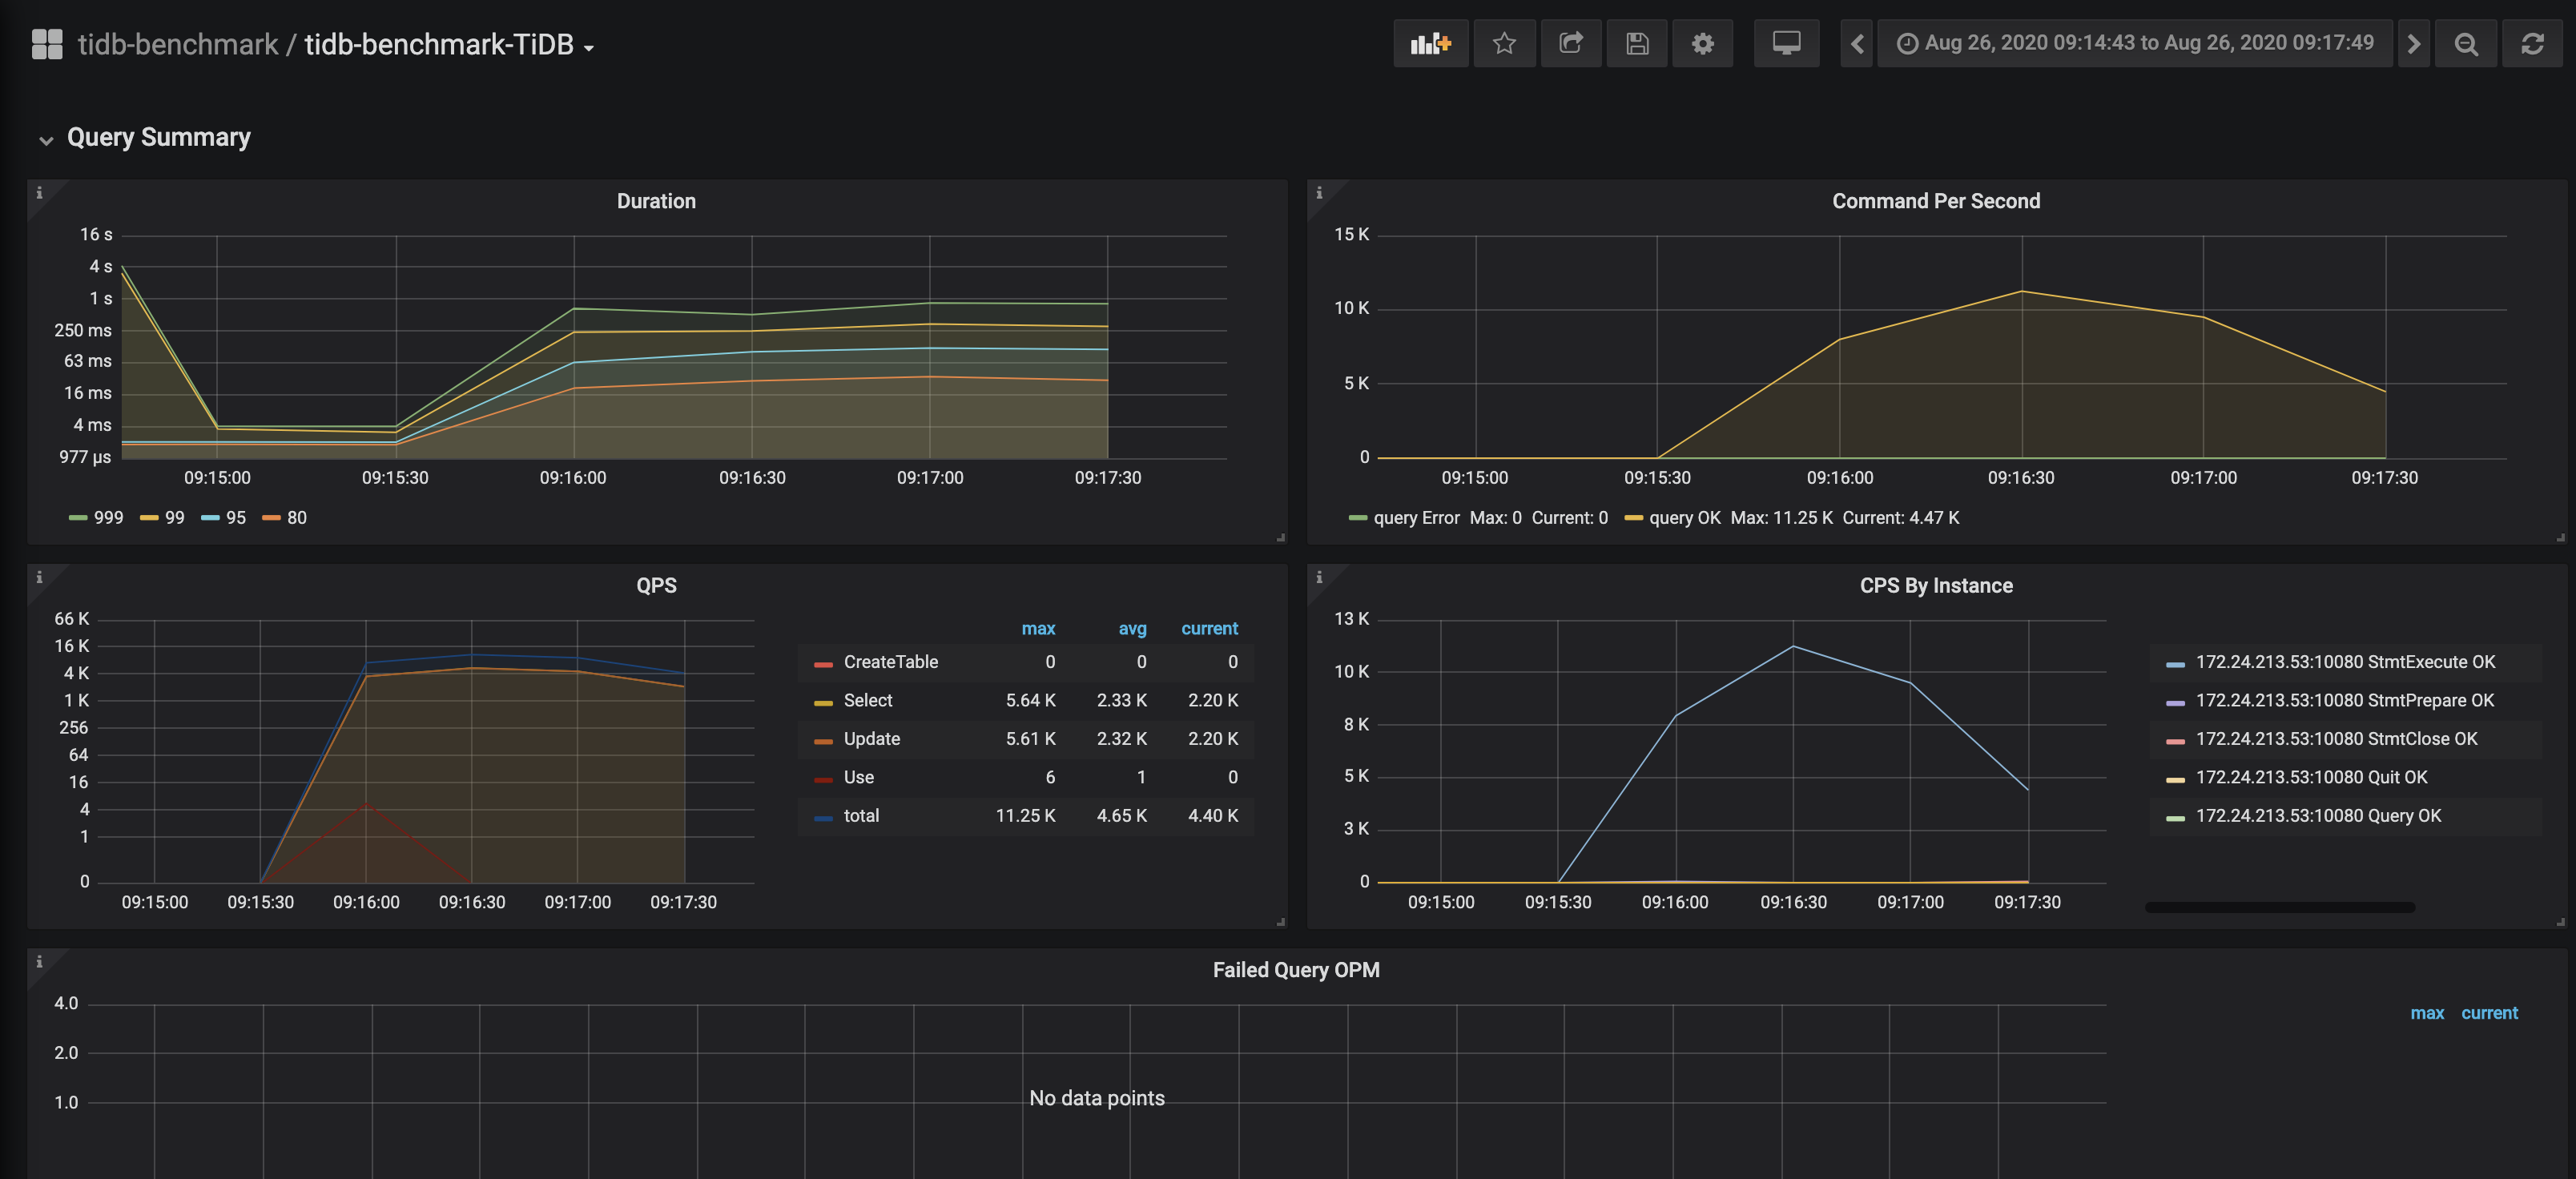 tidb-benchmark / tidb-benchmark-TiDB
Aug 26, 2020 09:14:43 to Aug 26, 2020 09:17:49
Query Summary
Duration
16 s
4 s
1 s
250 ms
63 ms
16 ms
4 ms
977 µs
09:15:00 09:15:30 09:16:00 09:16:30 09:17:00 09:17:30
999 99 95 80
Command Per Second
15 K
10 K
5 K
0
09:15:00 09:15:30 09:16:00 09:16:30 09:17:00 09:17:30
query Error Max: 0 Current: 0 query OK Max: 11.25 K Current: 4.47 K
QPS
66 K
16 K
4 K
1 K
256
64
16
4
1
0
09:15:00 09:15:30 09:16:00 09:16:30 09:17:00 09:17:30
max avg current
CreateTable 0 0 0
Select 5.64 K 2.33 K 2.20 K
Update 5.61 K 2.32 K 2.20 K
Use 6 1 0
total 11.25 K 4.65 K 4.40 K
CPS By Instance
13 K
10 K
8 K
5 K
3 K
0
09:15:00 09:15:30 09:16:00 09:16:30 09:17:00 09:17:30
172.24.213.53:10080 StmtExecute OK
172.24.213.53:10080 StmtPrepare OK
172.24.213.53:10080 StmtClose OK
172.24.213.53:10080 Quit OK
172.24.213.53:10080 Query OK
Failed Query OPM
4.0
2.0
1.0
No data points
max current